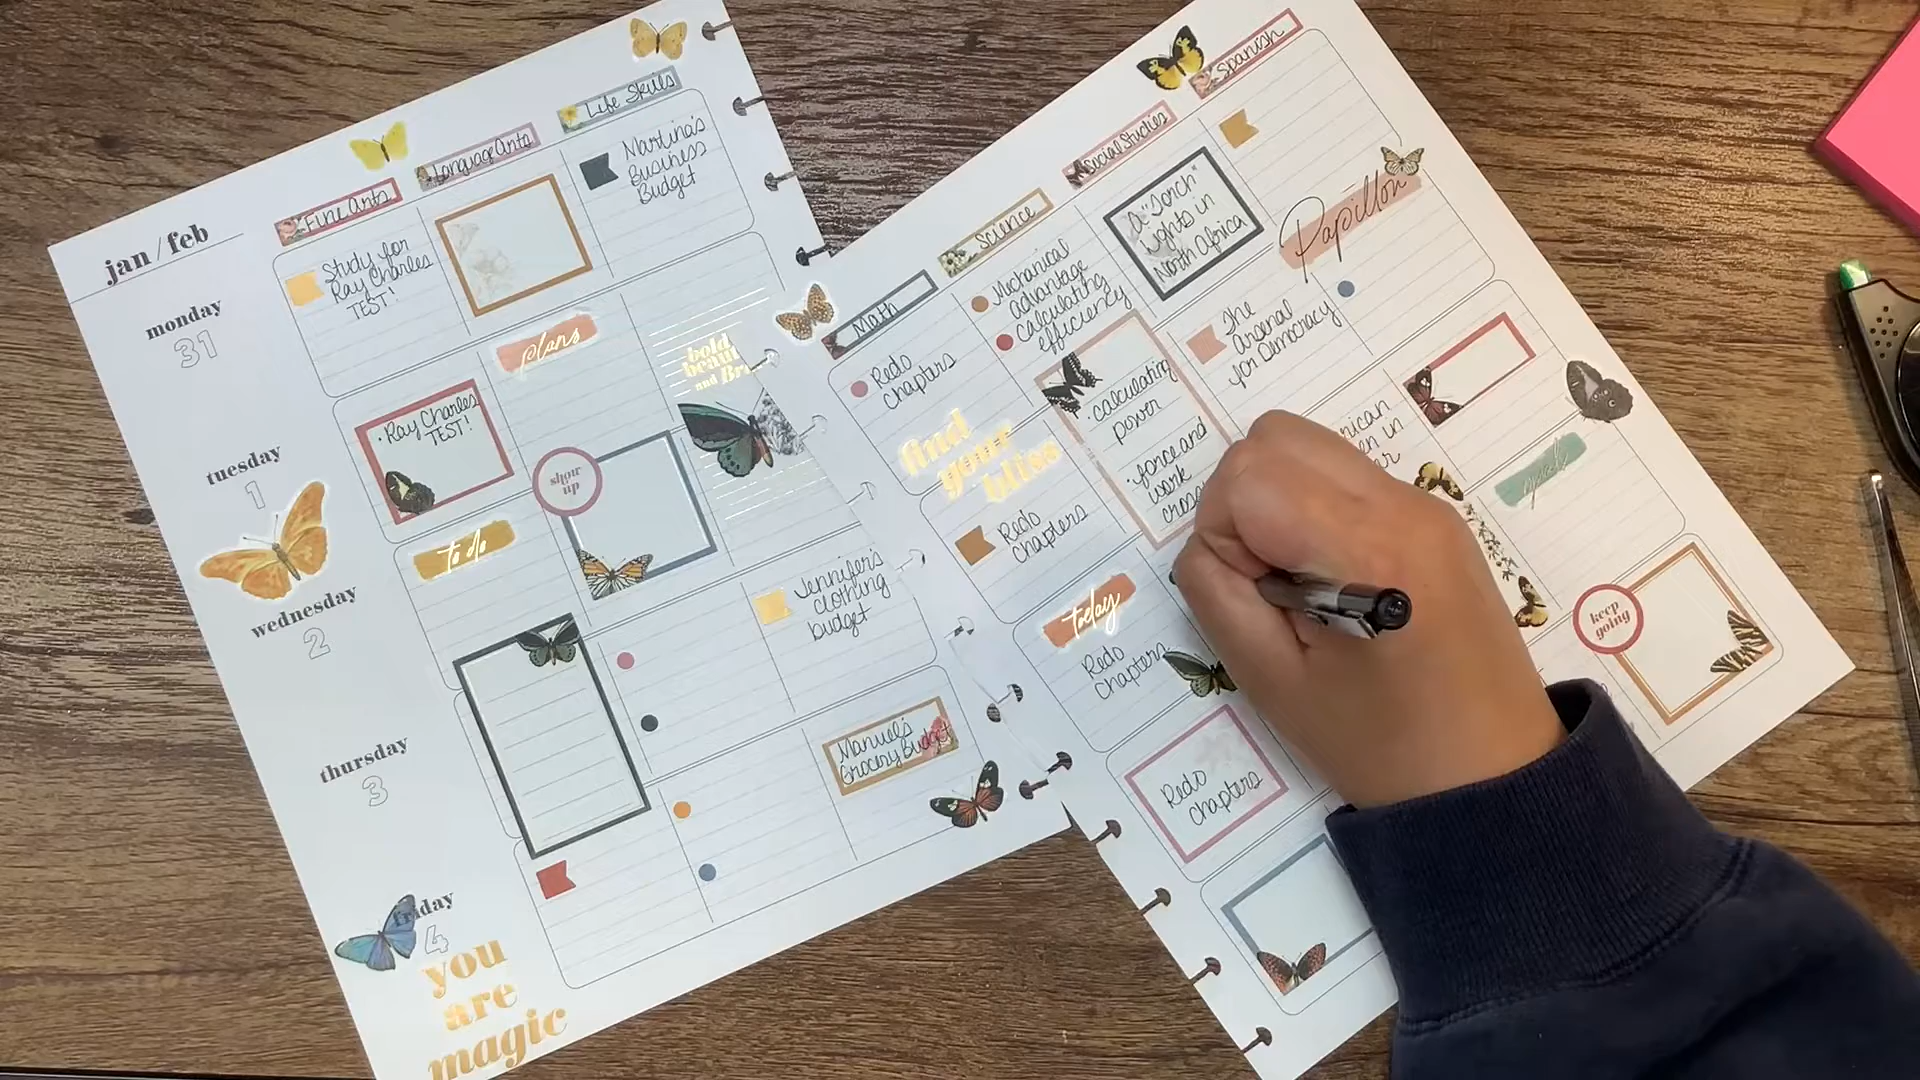 jan / feb
Fine Arts
Language Arts
Life Skills
monday
31
Study for
Ray Charles
TEST!
Martina's
Business
Budget
tuesday
1
• Ray Charles
TEST!
plans
bold
and
show
up
wednesday
2
to do
Jennifer's
clothing
budget
thursday
3
Manuel's
Grocery Budget
friday
4
you
are
magic
Math
Science
Social Studies
Spanish
Redo
chapters
Mechanical
advantage
calculating
efficiency
A "Torch"
Lights in
North Africa
Papillon
find
your
bliss
• calculating
power
• force and
work
The
Arsenal
for Democracy
Redo
chapters
in
today
Redo
chapters
keep
going
Redo
chapters